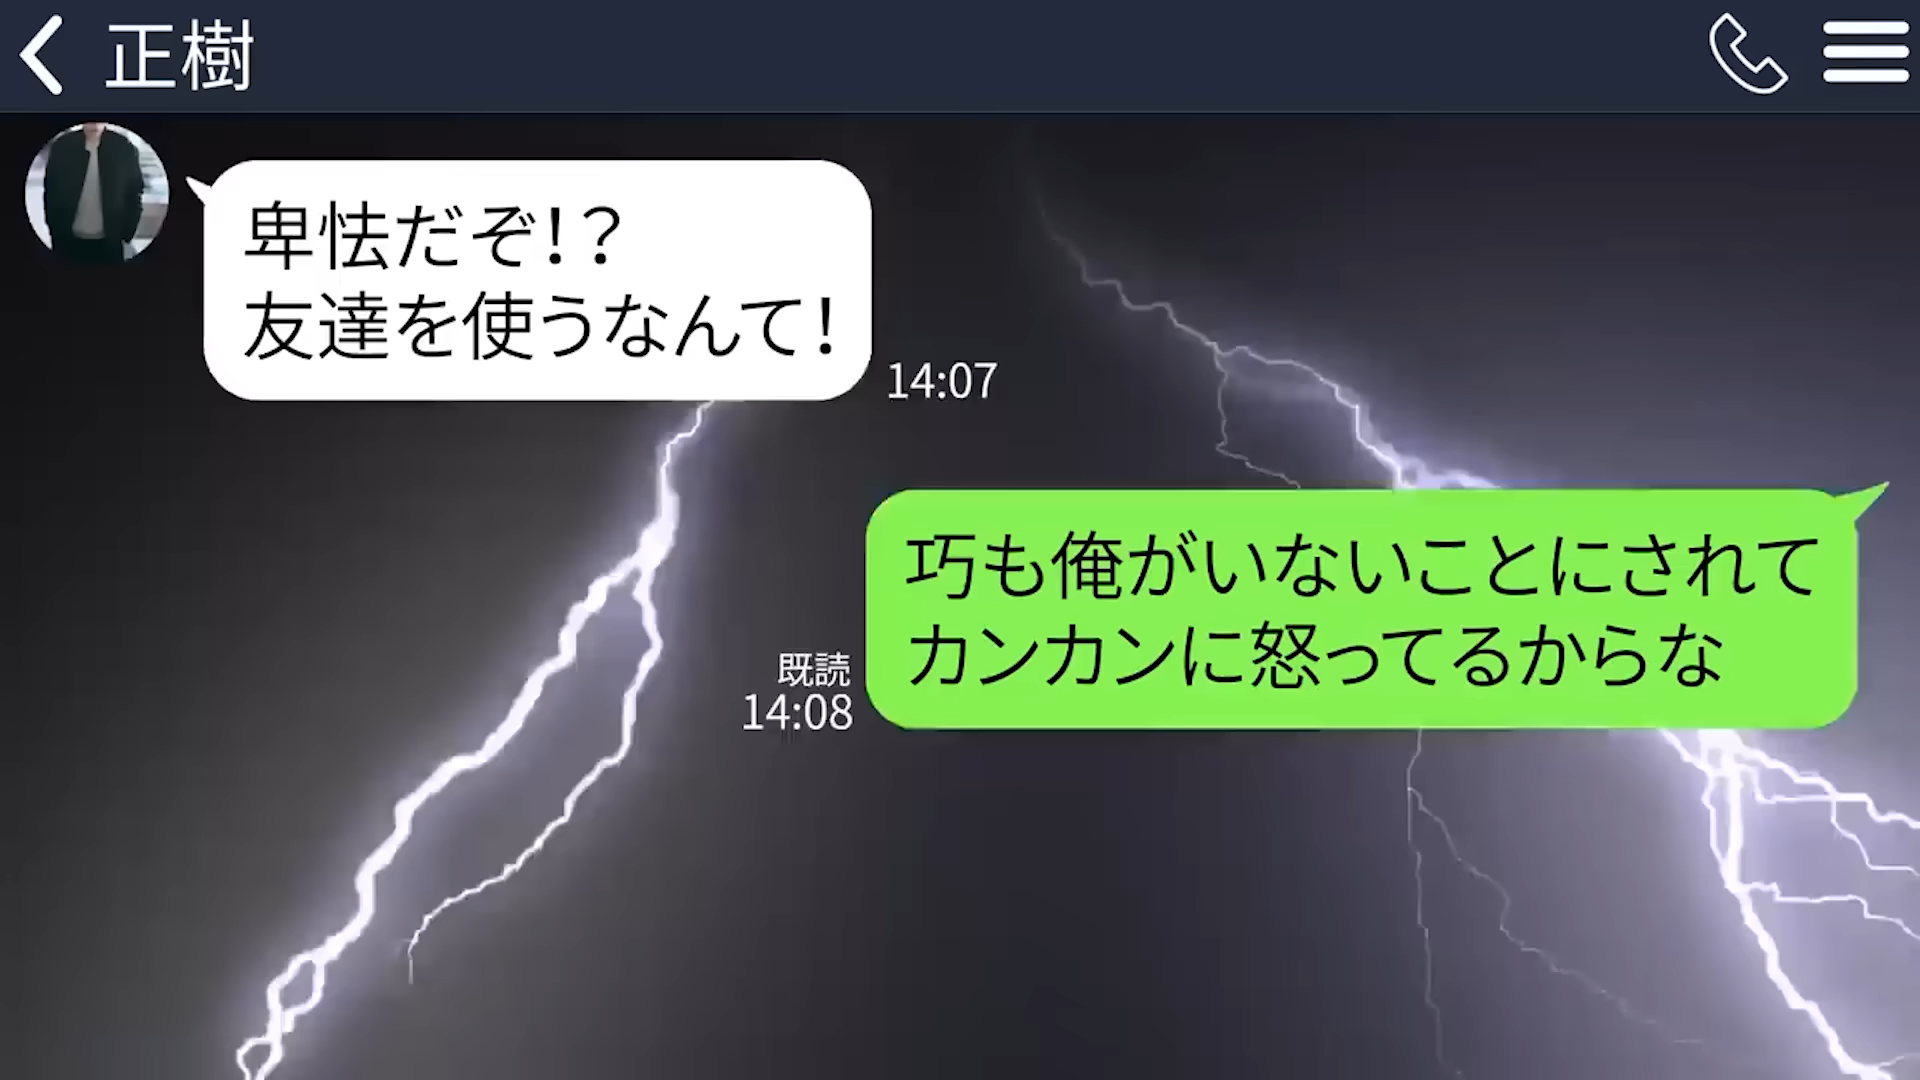 正樹
卑怯だぞ!?
友達を使うなんて!
14:07
巧も俺がいないことにされて
カンカンに怒ってるからな
既読
14:08